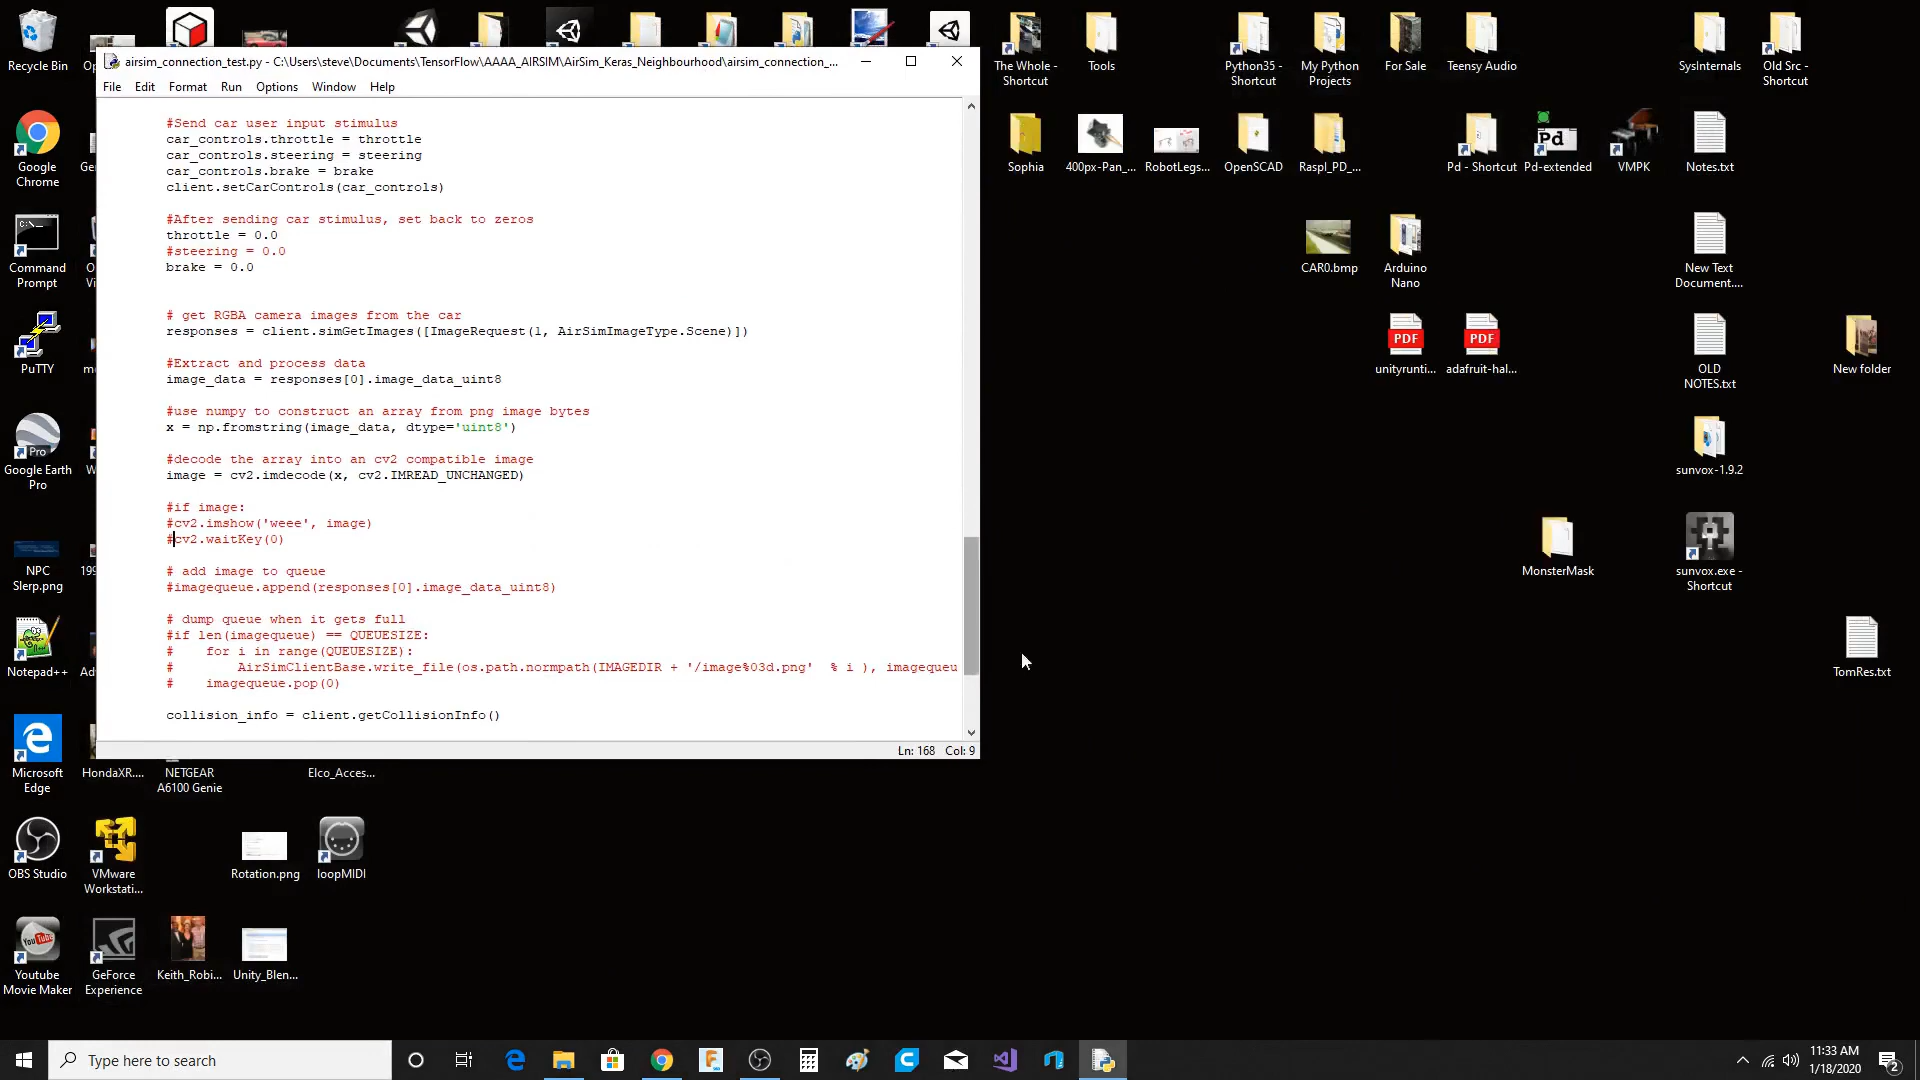 airsim_connection_test.py - C:\Users\steve\Documents\TensorFlow\AAAA_AIRSIM\AirSim_Keras_Neighbourhood\airsim_connection_...
File Edit Format Run Options Window Help
#Send car user input stimulus
car_controls.throttle = throttle
car_controls.steering = steering
car_controls.brake = brake
client.setCarControls(car_controls)
#After sending car stimulus, set back to zeros
throttle = 0.0
#steering = 0.0
brake = 0.0
# get RGBA camera images from the car
responses = client.simGetImages([ImageRequest(1, AirSimImageType.Scene)])
#Extract and process data
image_data = responses[0].image_data_uint8
#use numpy to construct an array from png image bytes
x = np.fromstring(image_data, dtype='uint8')
#decode the array into an cv2 compatible image
image = cv2.imdecode(x, cv2.IMREAD_UNCHANGED)
#if image:
#cv2.imshow('weee', image)
#cv2.waitKey(0)
# add image to queue
#imagequeue.append(responses[0].image_data_uint8)
# dump queue when it gets full
#if len(imagequeue) == QUEUESIZE:
#    for i in range(QUEUESIZE):
#        AirSimClientBase.write_file(os.path.normpath(IMAGEDIR + '/image%03d.png'  % i ), imagequeu
#    imagequeue.pop(0)
collision_info = client.getCollisionInfo()
Ln: 168 Col: 9
Recycle Bin
Google
Chrome
Command
Prompt
PuTTY
Pro
Google Earth
Pro
NPC
Slerp.png
Notepad++
Microsoft
Edge
HondaXR....
NETGEAR
A6100 Genie
Elco_Acces...
OBS Studio
VMware
Workstati...
Rotation.png
loopMIDI
You Tube
Youtube
Movie Maker
GeForce
Experience
Keith_Robi...
Unity_Blen...
The Whole -
Shortcut
Tools
Python35 -
Shortcut
My Python
Projects
For Sale
Teensy Audio
SysInternals
Old Src -
Shortcut
Sophia
400px-Pan_...
RobotLegs...
OpenSCAD
RaspI_PD_...
Pd - Shortcut
Pd
Pd-extended
VMPK
Notes.txt
CAR0.bmp
Arduino
Nano
New Text
Document....
PDF
unityrunti...
PDF
adafruit-hal...
OLD
NOTES.txt
New folder
sunvox-1.9.2
MonsterMask
sunvox.exe -
Shortcut
TomRes.txt
Type here to search
11:33 AM
1/18/2020
2